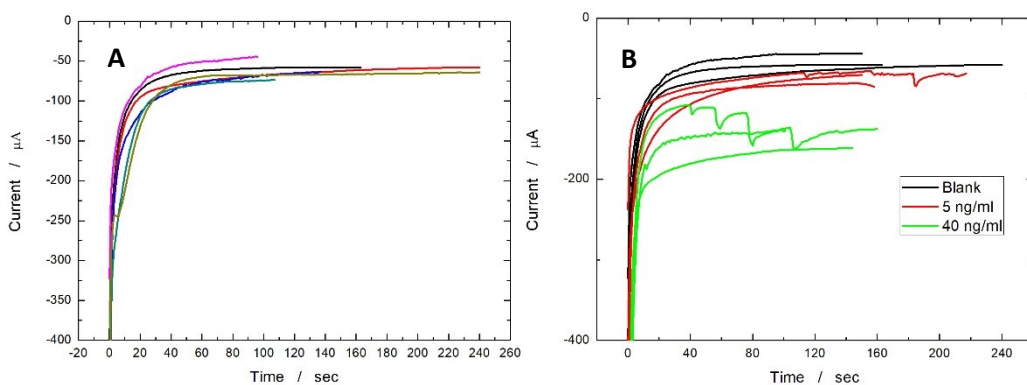 A
Current / μA
-50
-100
-150
-200
-250
-300
-350
-400
-20 0 20 40 60 80 100 120 140 160 180 200 220 240 260
Time / sec
B
Current / μA
0
-200
-400
Blank
5 ng/ml
40 ng/ml
0 40 80 120 160 200 240
Time / sec